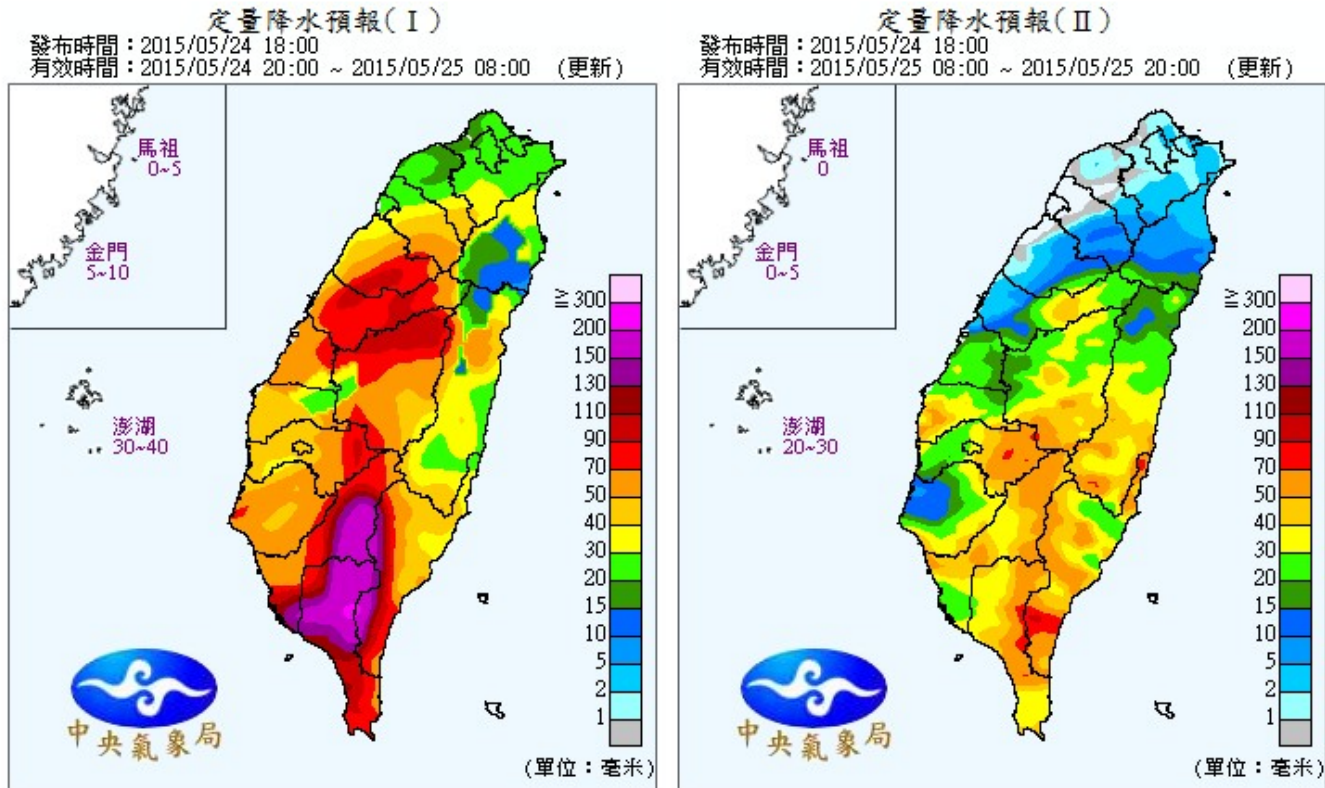 定量降水預報(Ⅰ)
發布時間：2015/05/24 18:00
有效時間：2015/05/24 20:00 ~ 2015/05/25 08:00 (更新)
馬祖
0~5
金門
5~10
澎湖
30~40
≧ 300
200
150
130
110
90
70
50
40
30
20
15
10
5
2
1
中央氣象局
(單位：毫米)
定量降水預報(Ⅱ)
發布時間：2015/05/24 18:00
有效時間：2015/05/25 08:00 ~ 2015/05/25 20:00 (更新)
馬祖
0
金門
0~5
澎湖
20~30
≧ 300
200
150
130
110
90
70
50
40
30
20
15
10
5
2
1
中央氣象局
(單位：毫米)